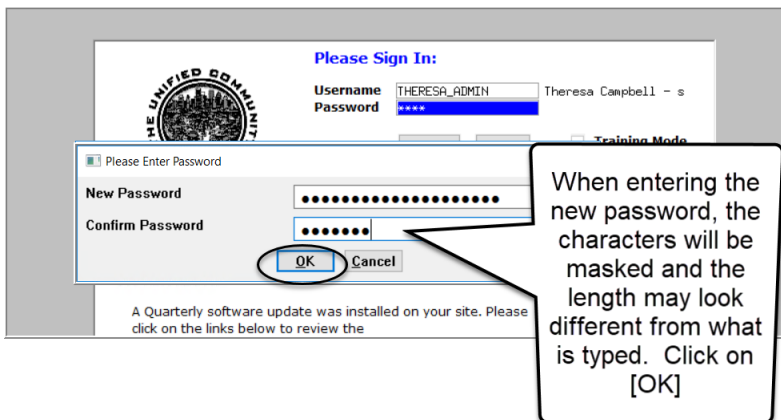 Please Sign In:
THE UNIFIED COMMUNIT
Username THERESA_ADMIN Theresa Campbell - s
Password ****
Training Mode
Please Enter Password
New Password ●●●●●●●●●●●●●●●●●●●●
Confirm Password ●●●●●●●
OK Cancel
A Quarterly software update was installed on your site. Please
click on the links below to review the
When entering the
new password, the
characters will be
masked and the
length may look
different from what
is typed. Click on
[OK]